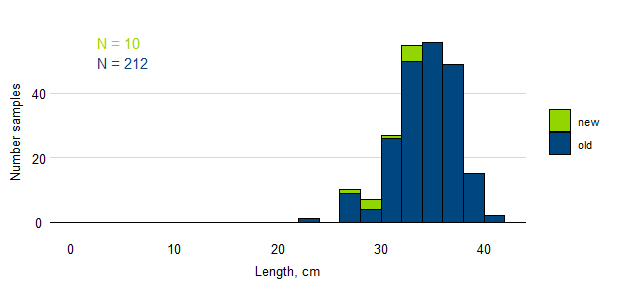 N = 10
N = 212
Number samples
40
20
0
0 10 20 30 40
Length, cm
new
old